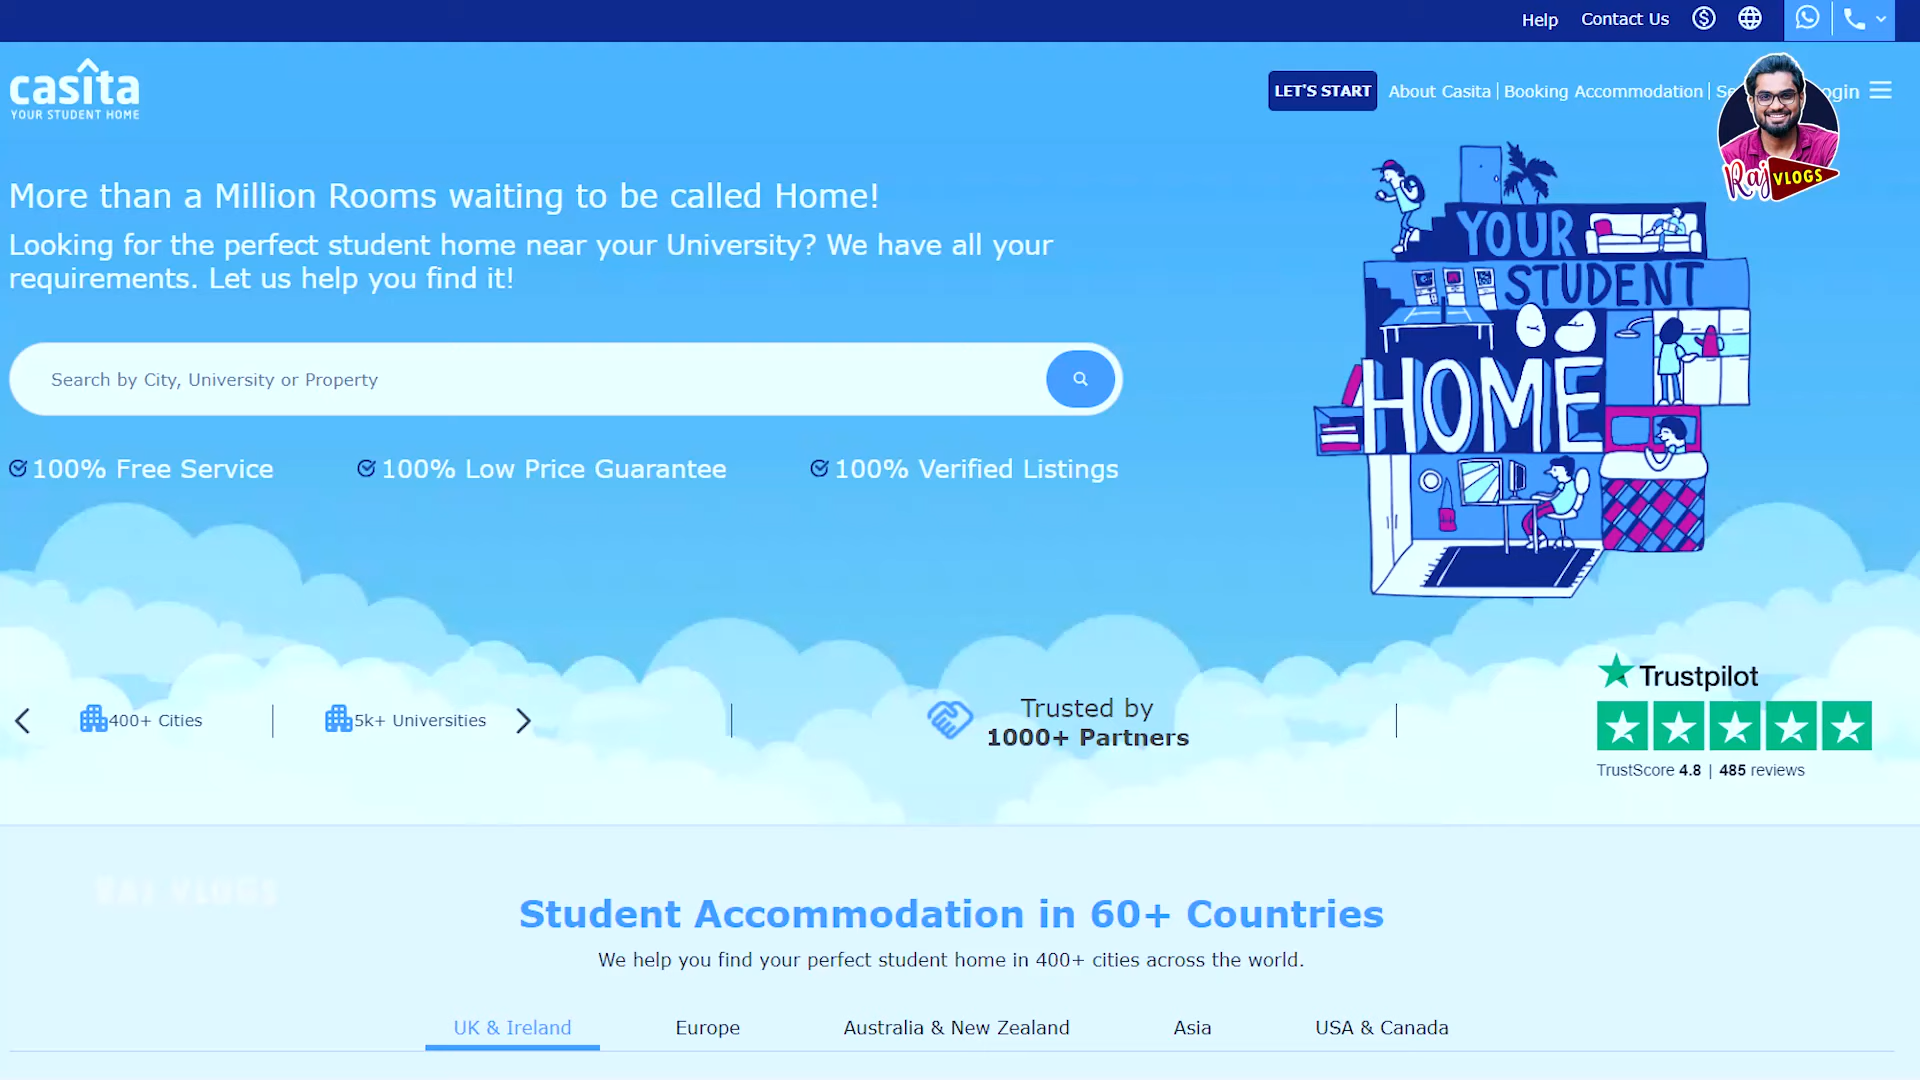 Help Contact Us
casita
YOUR STUDENT HOME
LET'S START About Casita | Booking Accommodation |
Raj VLOGS
More than a Million Rooms waiting to be called Home!
Looking for the perfect student home near your University? We have all your
requirements. Let us help you find it!
YOUR
STUDENT
HOME
Search by City, University or Property
100% Free Service 100% Low Price Guarantee 100% Verified Listings
400+ Cities 5k+ Universities
Trusted by
1000+ Partners
Trustpilot
TrustScore 4.8 | 485 reviews
RAJ VLOGS
Student Accommodation in 60+ Countries
We help you find your perfect student home in 400+ cities across the world.
UK & Ireland Europe Australia & New Zealand Asia USA & Canada